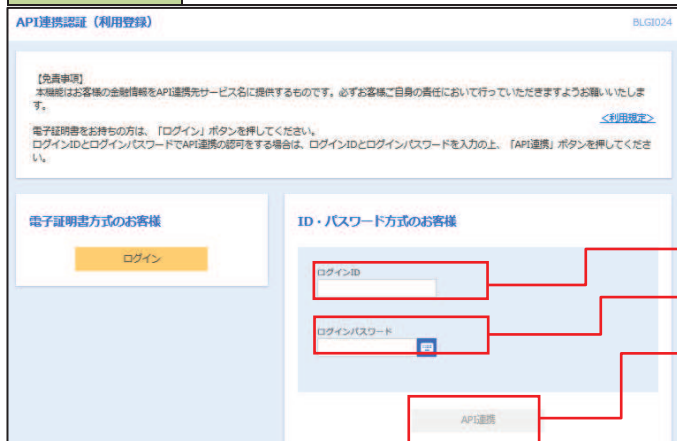 API連携認証（利用登録）
BLGI024
【免責事項】
本機能はお客様の金融情報をAPI連携先サービス名に提供するものです。必ずお客様ご自身の責任において行っていただきますようお願いいたしま
す。
＜利用規定＞
電子証明書をお持ちの方は、「ログイン」ボタンを押してください。
ログインIDとログインパスワードでAPI連携の認可をする場合は、ログインIDとログインパスワードを入力の上、「API連携」ボタンを押してくださ
い。
電子証明書方式のお客様
ログイン
ID・パスワード方式のお客様
ログインID
ログインパスワード
API連携